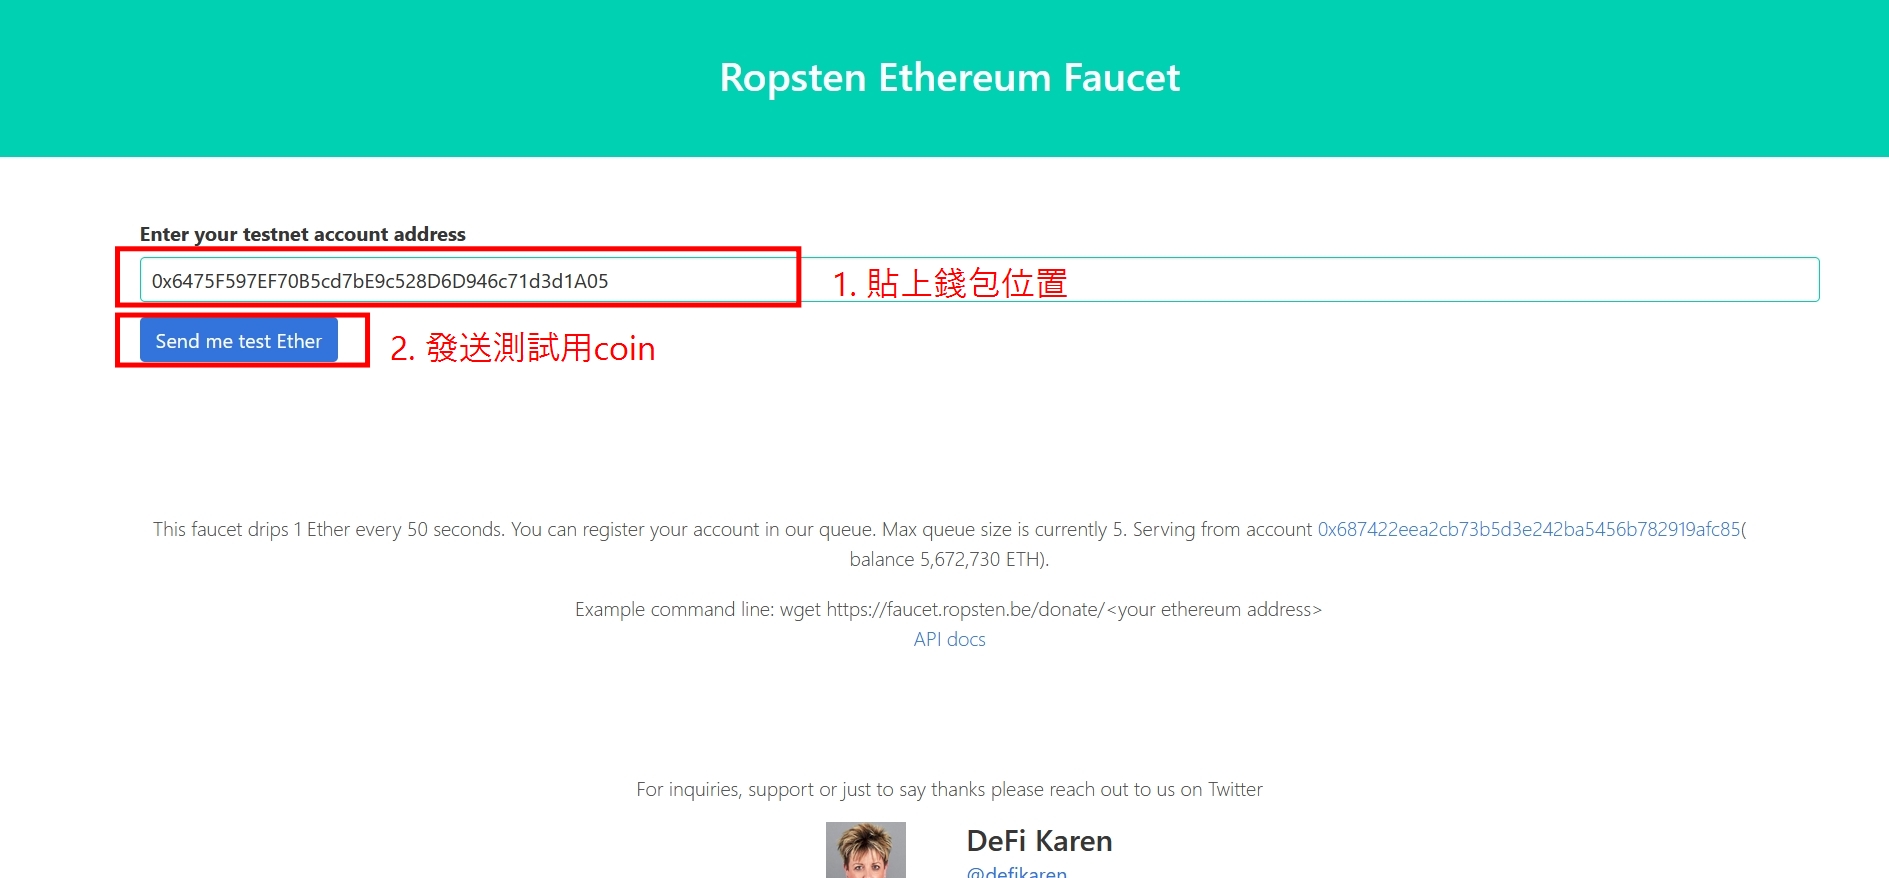 Ropsten Ethereum Faucet
Enter your testnet account address
0x6475F597EF70B5cd7bE9c528D6D946c71d3d1A05
1. 貼上錢包位置
Send me test Ether
2. 發送測試用coin
This faucet drips 1 Ether every 50 seconds. You can register your account in our queue. Max queue size is currently 5. Serving from account 0x687422eea2cb73b5d3e242ba5456b782919afc85(
balance 5,672,730 ETH).
Example command line: wget https://faucet.ropsten.be/donate/<your ethereum address>
API docs
For inquiries, support or just to say thanks please reach out to us on Twitter
DeFi Karen
@defikaren